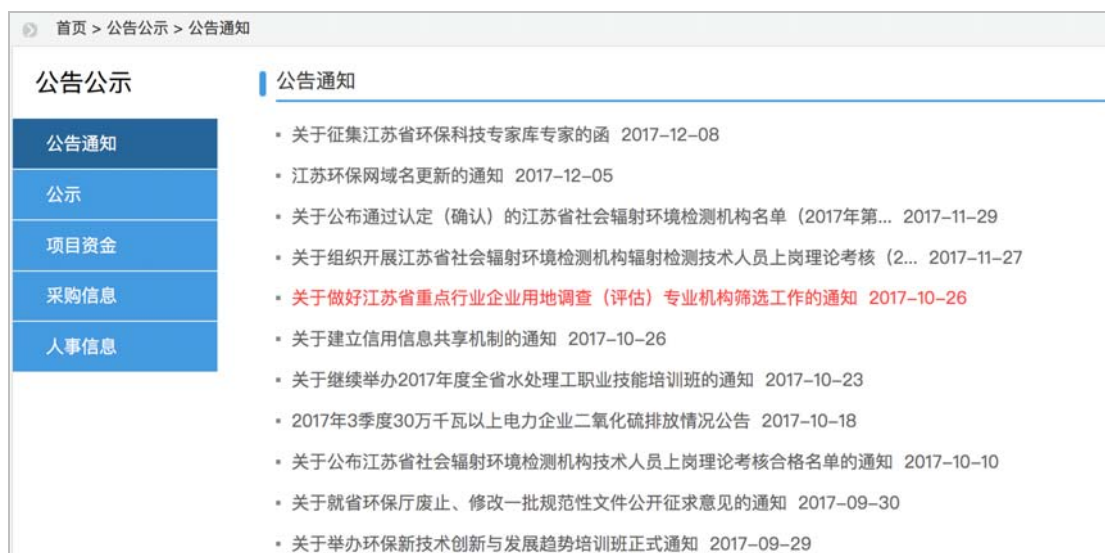 首页 > 公告公示 > 公告通知
公告公示
公告通知
公示
项目资金
采购信息
人事信息
公告通知
关于征集江苏省环保科技专家库专家的函 2017-12-08
江苏环保网域名更新的通知 2017-12-05
关于公布通过认定（确认）的江苏省社会辐射环境检测机构名单（2017年第... 2017-11-29
关于组织开展江苏省社会辐射环境检测机构辐射检测技术人员上岗理论考核（2... 2017-11-27
关于做好江苏省重点行业企业用地调查（评估）专业机构筛选工作的通知 2017-10-26
关于建立信用信息共享机制的通知 2017-10-26
关于继续举办2017年度全省水处理工职业技能培训班的通知 2017-10-23
2017年3季度30万千瓦以上电力企业二氧化硫排放情况公告 2017-10-18
关于公布江苏省社会辐射环境检测机构技术人员上岗理论考核合格名单的通知 2017-10-10
关于就省环保厅废止、修改一批规范性文件公开征求意见的通知 2017-09-30
关于举办环保新技术创新与发展趋势培训班正式通知 2017-09-29